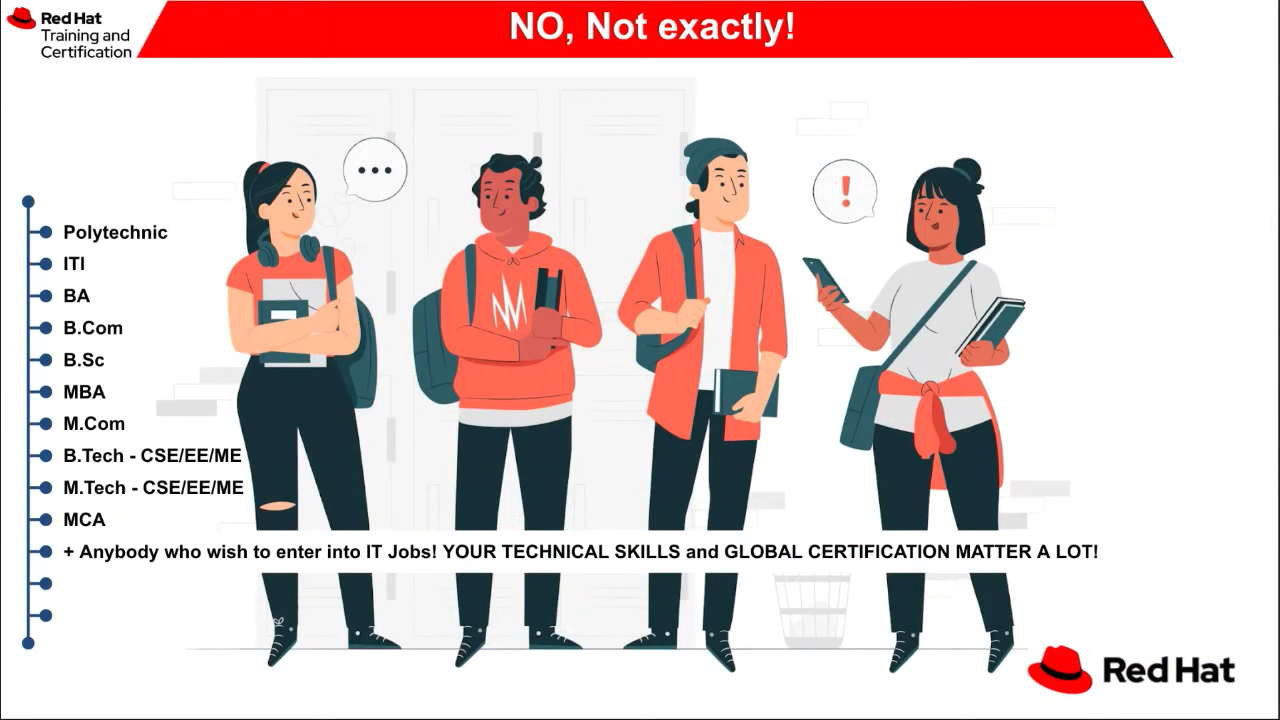 Red Hat
Training and
Certification
NO, Not exactly!
Polytechnic
ITI
BA
B.Com
B.Sc
MBA
M.Com
B.Tech - CSE/EE/ME
M.Tech - CSE/EE/ME
MCA
+ Anybody who wish to enter into IT Jobs! YOUR TECHNICAL SKILLS and GLOBAL CERTIFICATION MATTER A LOT!
Red Hat